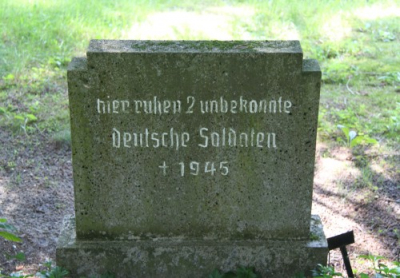 hier ruhen 2 unbekannte
deutsche Soldaten
† 1945